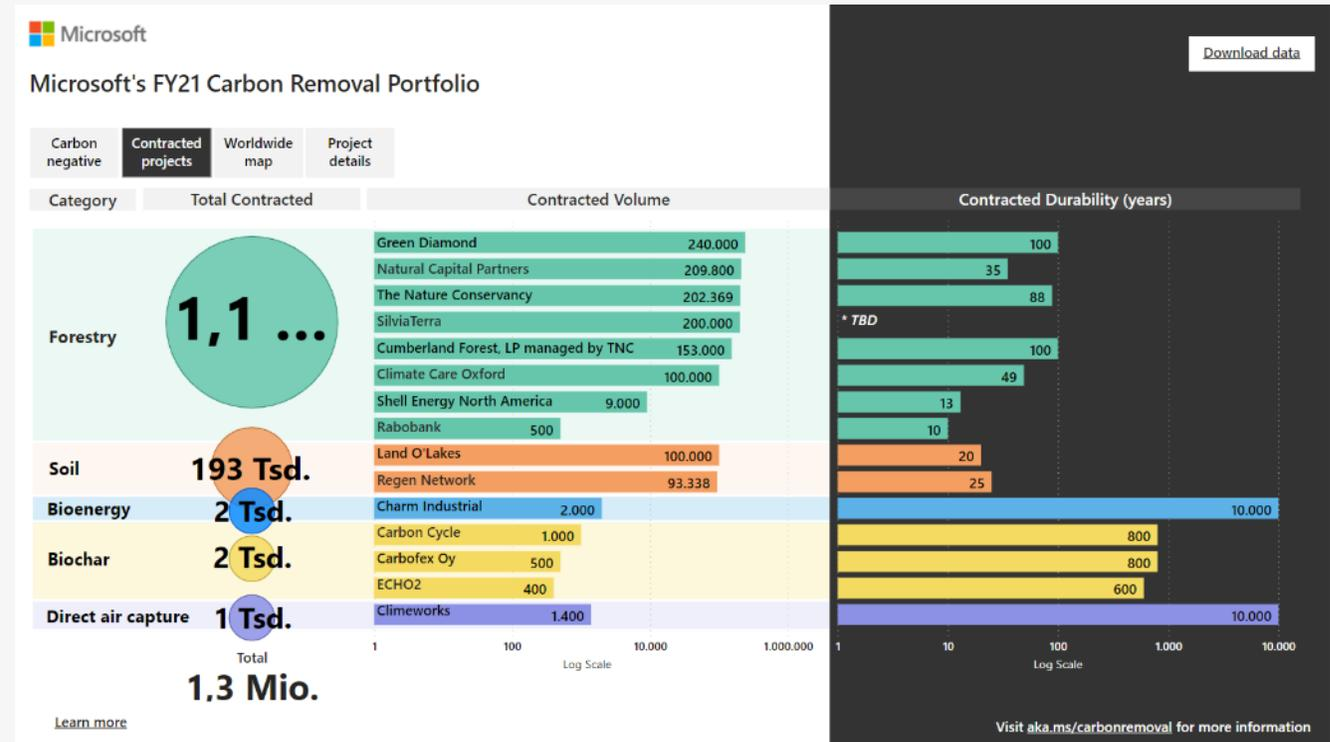 Microsoft
Download data
Microsoft's FY21 Carbon Removal Portfolio
Carbon negative
Contracted projects
Worldwide map
Project details
Category
Total Contracted
Contracted Volume
Contracted Durability (years)
Forestry
1,1 ...
Green Diamond 240.000 100
Natural Capital Partners 209.800 35
The Nature Conservancy 202.369 88
SilviaTerra 200.000 * TBD
Cumberland Forest, LP managed by TNC 153.000 100
Climate Care Oxford 100.000 49
Shell Energy North America 9.000 13
Rabobank 500 10
Soil
193 Tsd.
Land O'Lakes 100.000 20
Regen Network 93.338 25
Bioenergy
2 Tsd.
Charm Industrial 2.000 10.000
Biochar
2 Tsd.
Carbon Cycle 1.000 800
Carbofex Oy 500 800
ECHO2 400 600
Direct air capture
1 Tsd.
Climeworks 1.400 10.000
1 100 10.000 1.000.000
Log Scale
1 10 100 1.000 10.000
Log Scale
Total
1,3 Mio.
Learn more
Visit aka.ms/carbonremoval for more information